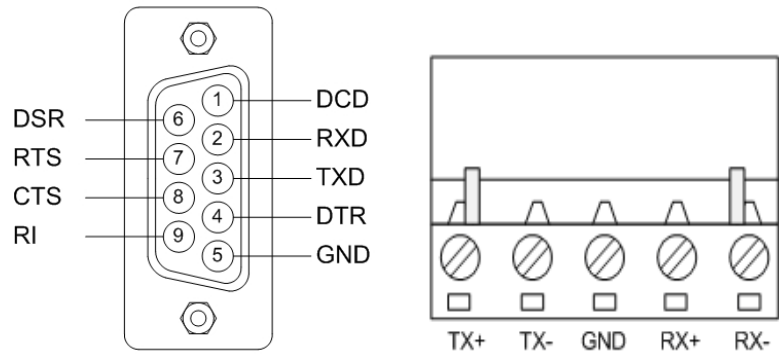 DCD
DSR
6
1
RXD
RTS
7
2
TXD
CTS
8
3
DTR
RI
9
4
GND
5
TX+ TX- GND RX+ RX-